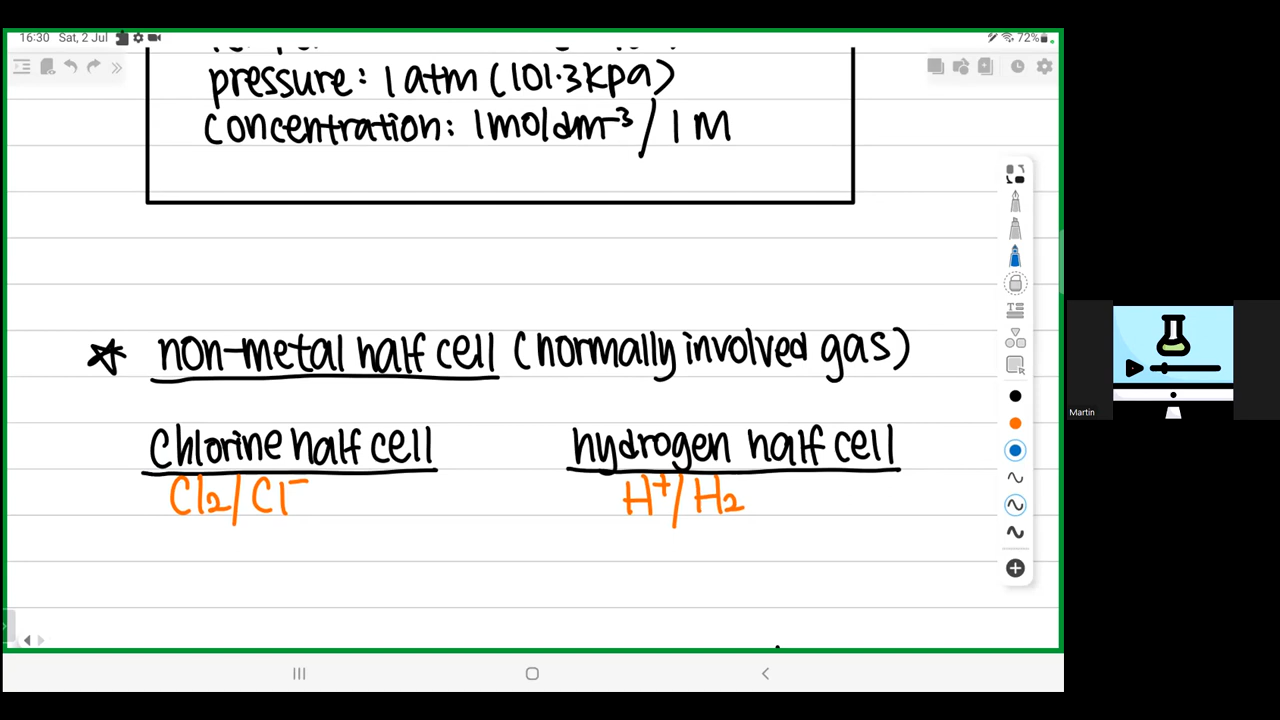 16:30 Sat, 2 Jul
72%
pressure: 1 atm (101.3kpa)
concentration: 1moldm⁻³/ 1 M
☆ non-metal half cell (normally involved gas)
Chlorine half cell
Cl₂/Cl⁻
hydrogen half cell
H⁺/H₂
Martin